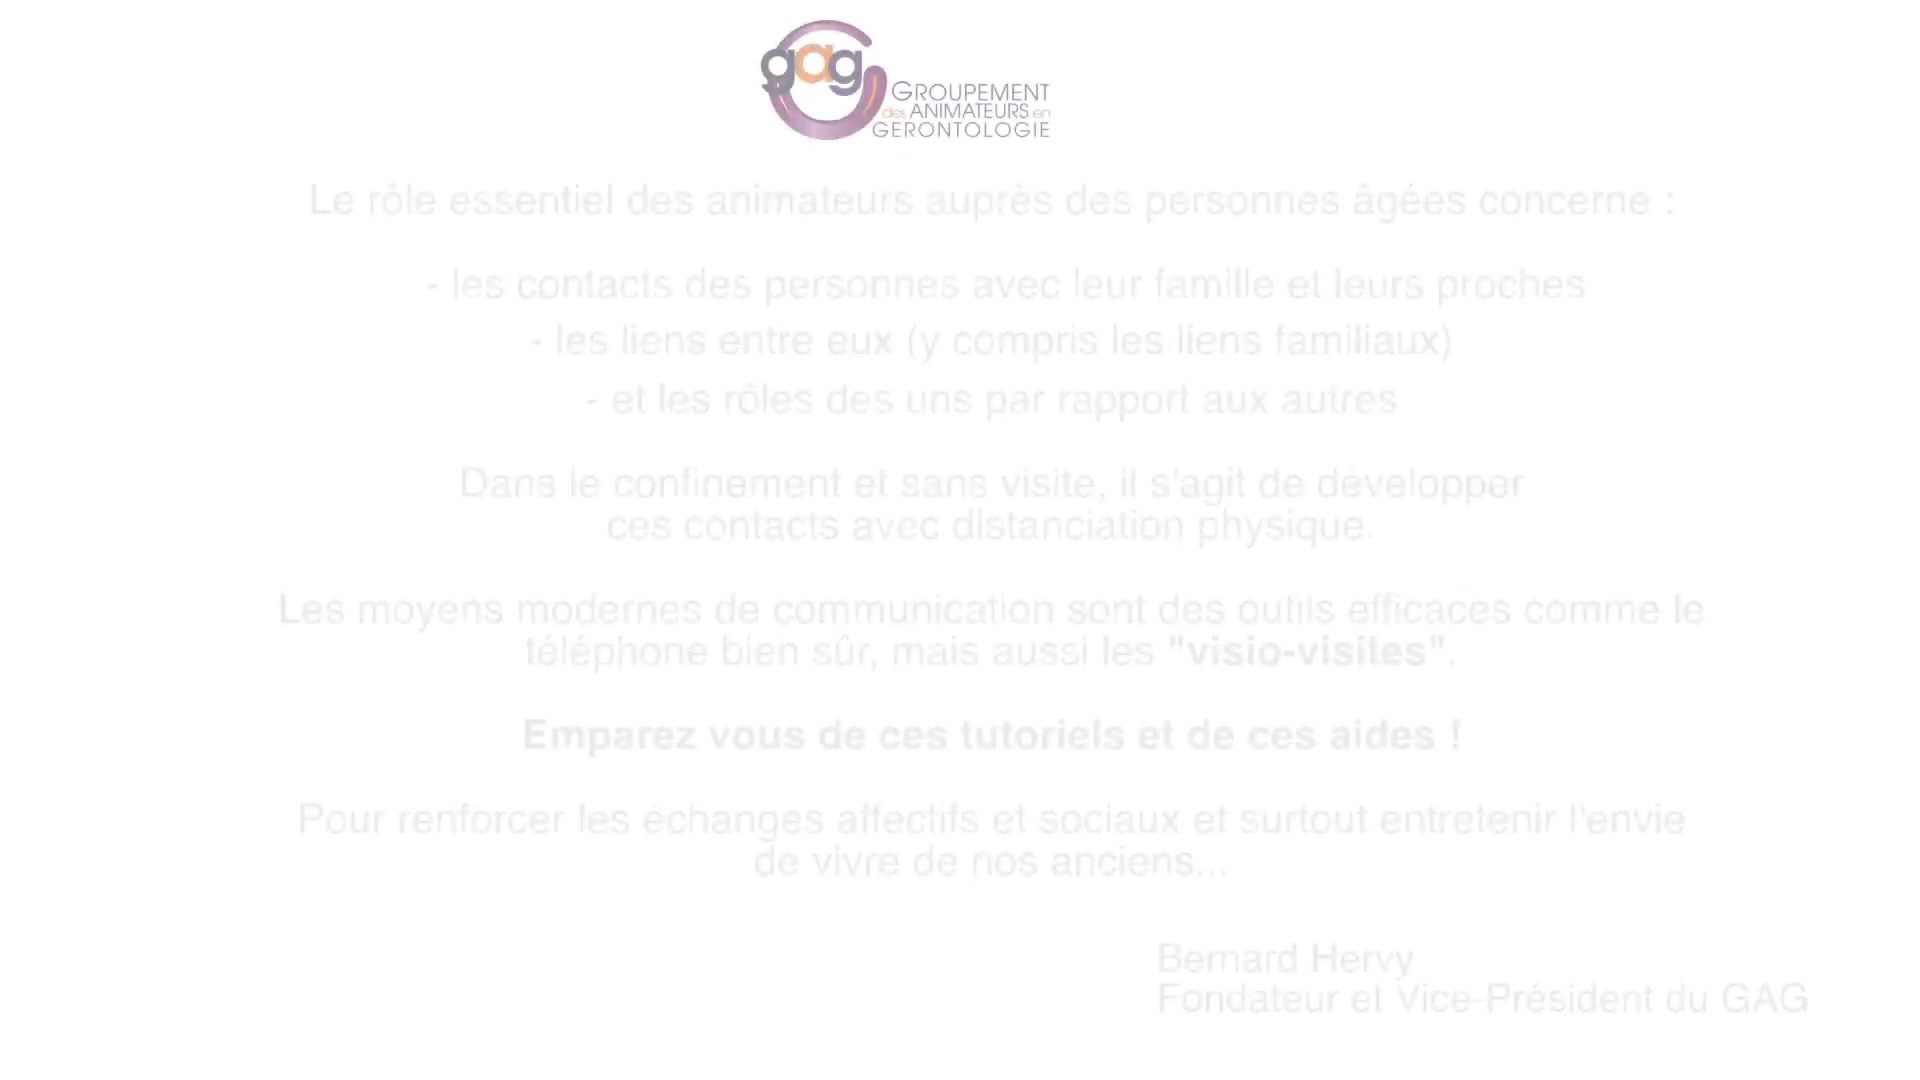 gag
GROUPEMENT
des ANIMATEURS en
GERONTOLOGIE
Le rôle essentiel des animateurs auprès des personnes âgées concerne :
- les contacts des personnes avec leur famille et leurs proches
- les liens entre eux (y compris les liens familiaux)
- et les rôles des uns par rapport aux autres
Dans le confinement et sans visite, il s'agit de développer
ces contacts avec distanciation physique.
Les moyens modernes de communication sont des outils efficaces comme le
téléphone bien sûr, mais aussi les "visio-visites".
Emparez vous de ces tutoriels et de ces aides !
Pour renforcer les échanges affectifs et sociaux et surtout entretenir l'envie
de vivre de nos anciens...
Bernard Hervy
Fondateur et Vice-Président du GAG